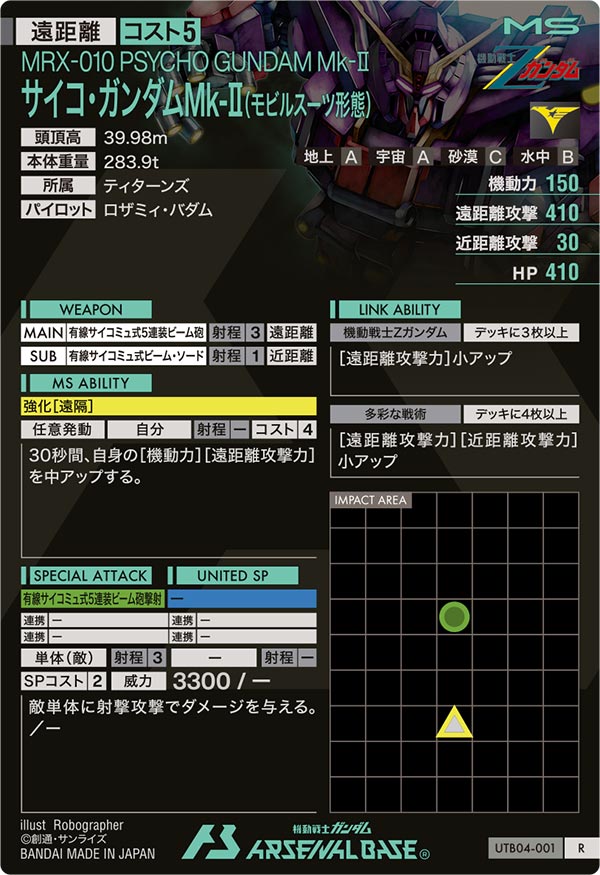 遠距離 コスト5 MS
MRX-010 PSYCHO GUNDAM Mk-Ⅱ
機動戦士Zガンダム
サイコ・ガンダムMk-Ⅱ(モビルスーツ形態)
頭頂高 39.98m
本体重量 283.9t
地上 A 宇宙 A 砂漠 C 水中 B
所属 ティターンズ
機動力 150
パイロット ロザミィ・バダム
遠距離攻撃 410
近距離攻撃 30
HP 410
WEAPON
MAIN 有線サイコミュ式5連装ビーム砲 射程 3 遠距離
SUB 有線サイコミュ式ビーム・ソード 射程 1 近距離
MS ABILITY
強化[遠隔]
任意発動 自分 射程 ー コスト 4
30秒間、自身の[機動力][遠距離攻撃力]
を中アップする。
LINK ABILITY
機動戦士Zガンダム デッキに3枚以上
[遠距離攻撃力]小アップ
多彩な戦術 デッキに4枚以上
[遠距離攻撃力][近距離攻撃力]
小アップ
IMPACT AREA
SPECIAL ATTACK UNITED SP
有線サイコミュ式5連装ビーム砲撃射 ー
連携 ー 連携 ー
連携 ー 連携 ー
単体(敵) 射程 3 ー 射程 ー
SPコスト 2 威力 3300 / ー
敵単体に射撃攻撃でダメージを与える。
/ー
illust Robographer
©創通・サンライズ
BANDAI MADE IN JAPAN
機動戦士ガンダム
AB ARSENAL BASE ®
UTB04-001 R